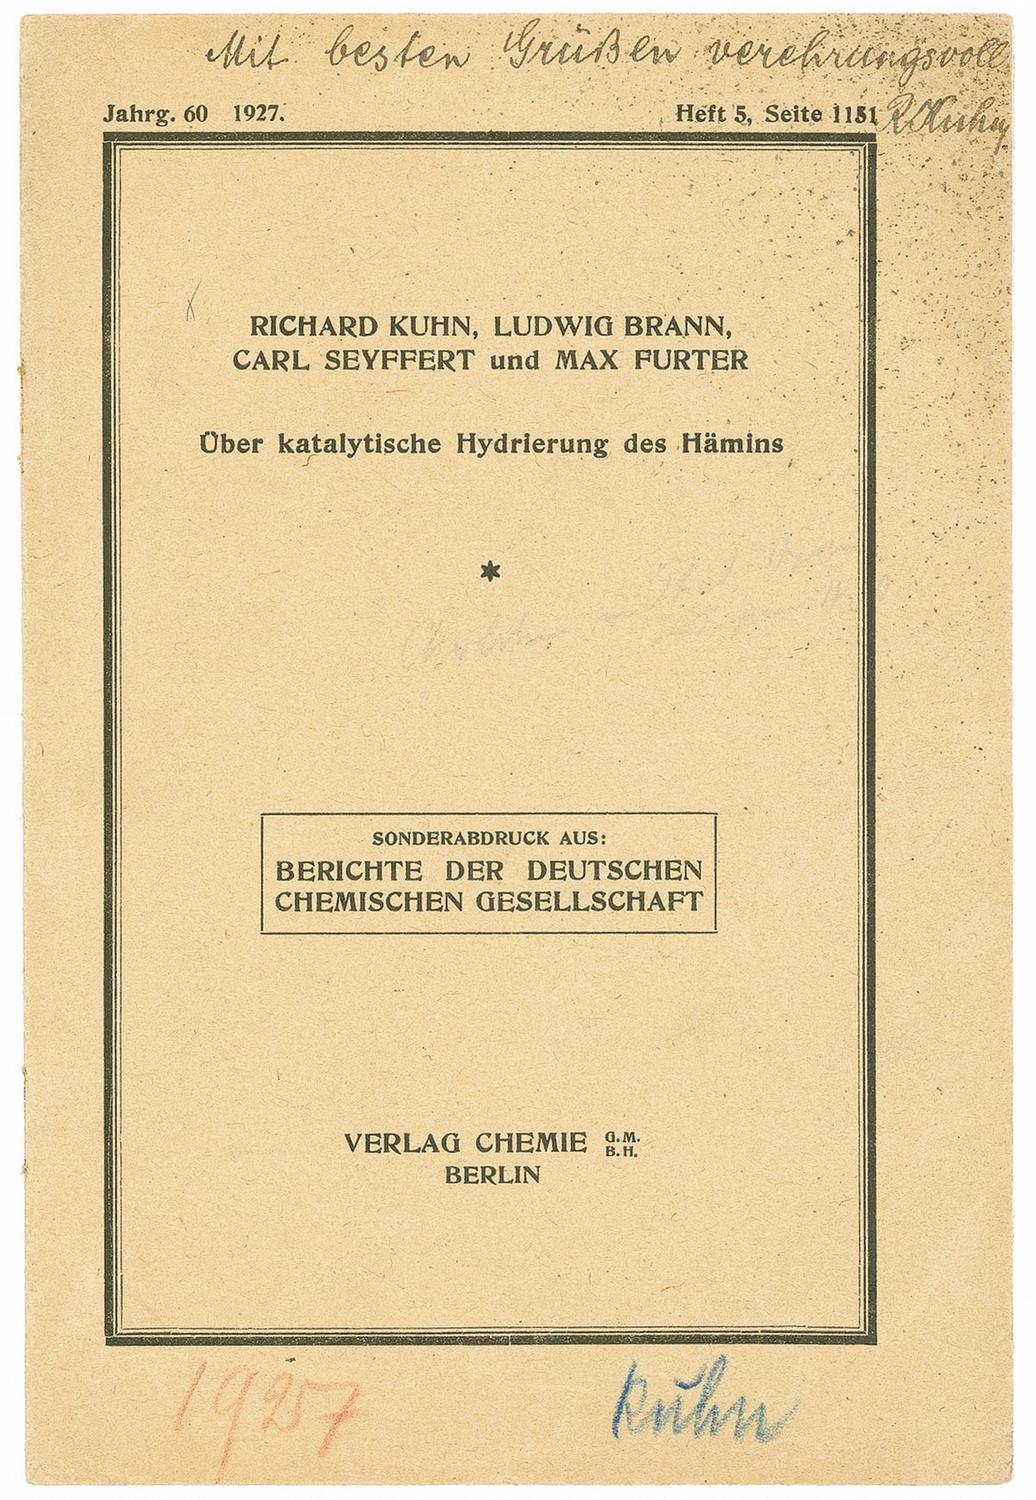 Mit besten Grüßen verehrungsvoll
R Kuhn
Jahrg. 60 1927. Heft 5, Seite 1151
RICHARD KUHN, LUDWIG BRANN,
CARL SEYFFERT und MAX FURTER
Über katalytische Hydrierung des Hämins
SONDERABDRUCK AUS:
BERICHTE DER DEUTSCHEN
CHEMISCHEN GESELLSCHAFT
VERLAG CHEMIE G.M.
B.H.
BERLIN
1927 Kuhn